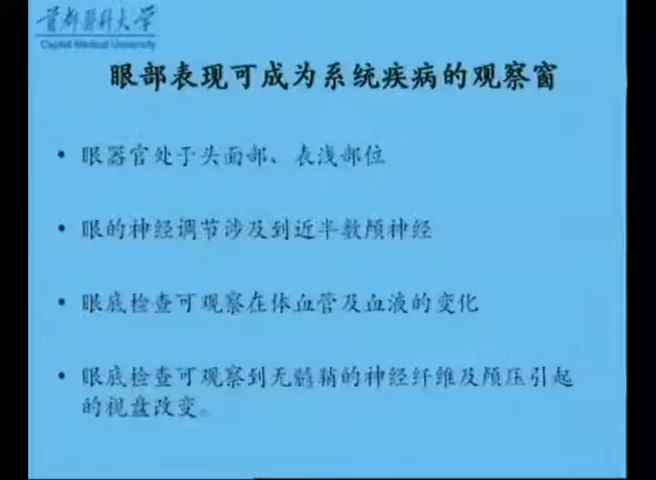 首都医科大学
Capital Medical University
眼部表现可成为系统疾病的观察窗
• 眼器官处于头面部、表浅部位
• 眼的神经调节涉及到近半数颅神经
• 眼底检查可观察在体血管及血液的变化
• 眼底检查可观察到无髓鞘的神经纤维及颅压引起
的视盘改变。